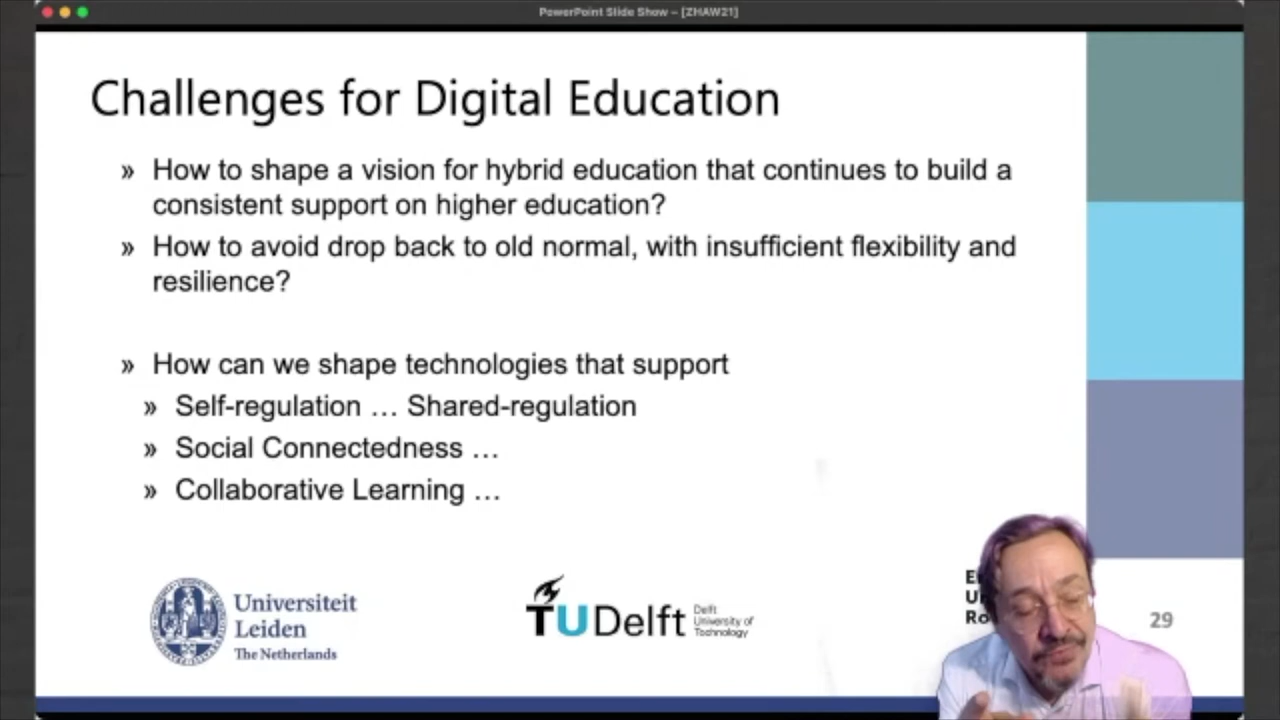 PowerPoint Slide Show – [ZHAW21]
Challenges for Digital Education
» How to shape a vision for hybrid education that continues to build a
consistent support on higher education?
» How to avoid drop back to old normal, with insufficient flexibility and
resilience?
» How can we shape technologies that support
» Self-regulation … Shared-regulation
» Social Connectedness …
» Collaborative Learning …
Universiteit
Leiden
The Netherlands
TUDelft
Delft
University of
Technology
29